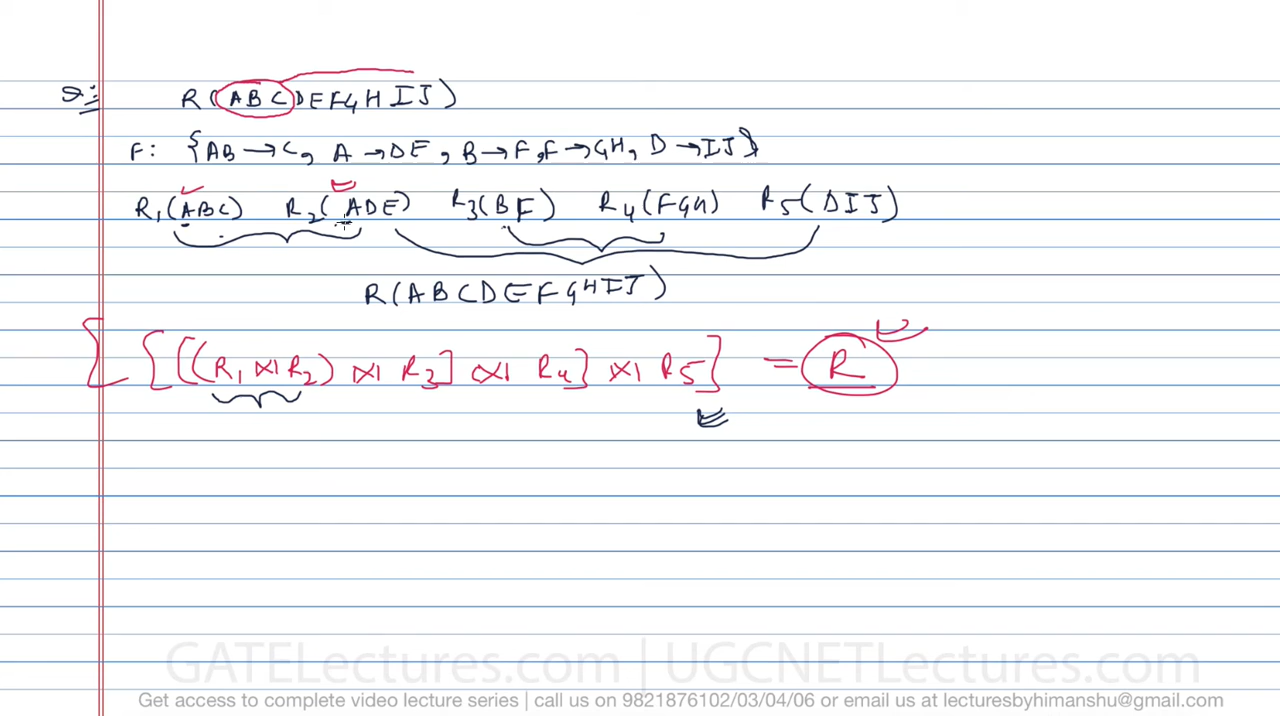 Q:
R(ABCDEFGHIJ)
F: {AB→C, A→DE, B→F, F→GH, D→IJ}
R1(ABC) R2(ADE) R3(BF) R4(FGH) R5(DIJ)
R(ABCDEFGHIJ)
{ {[(R1 ⋈ R2) ⋈ R3] ⋈ R4} ⋈ R5] = R
GATELectures.com | UGCNETLectures.com
Get access to complete video lecture series | call us on 9821876102/03/04/06 or email us at lecturesbyhimanshu@gmail.com